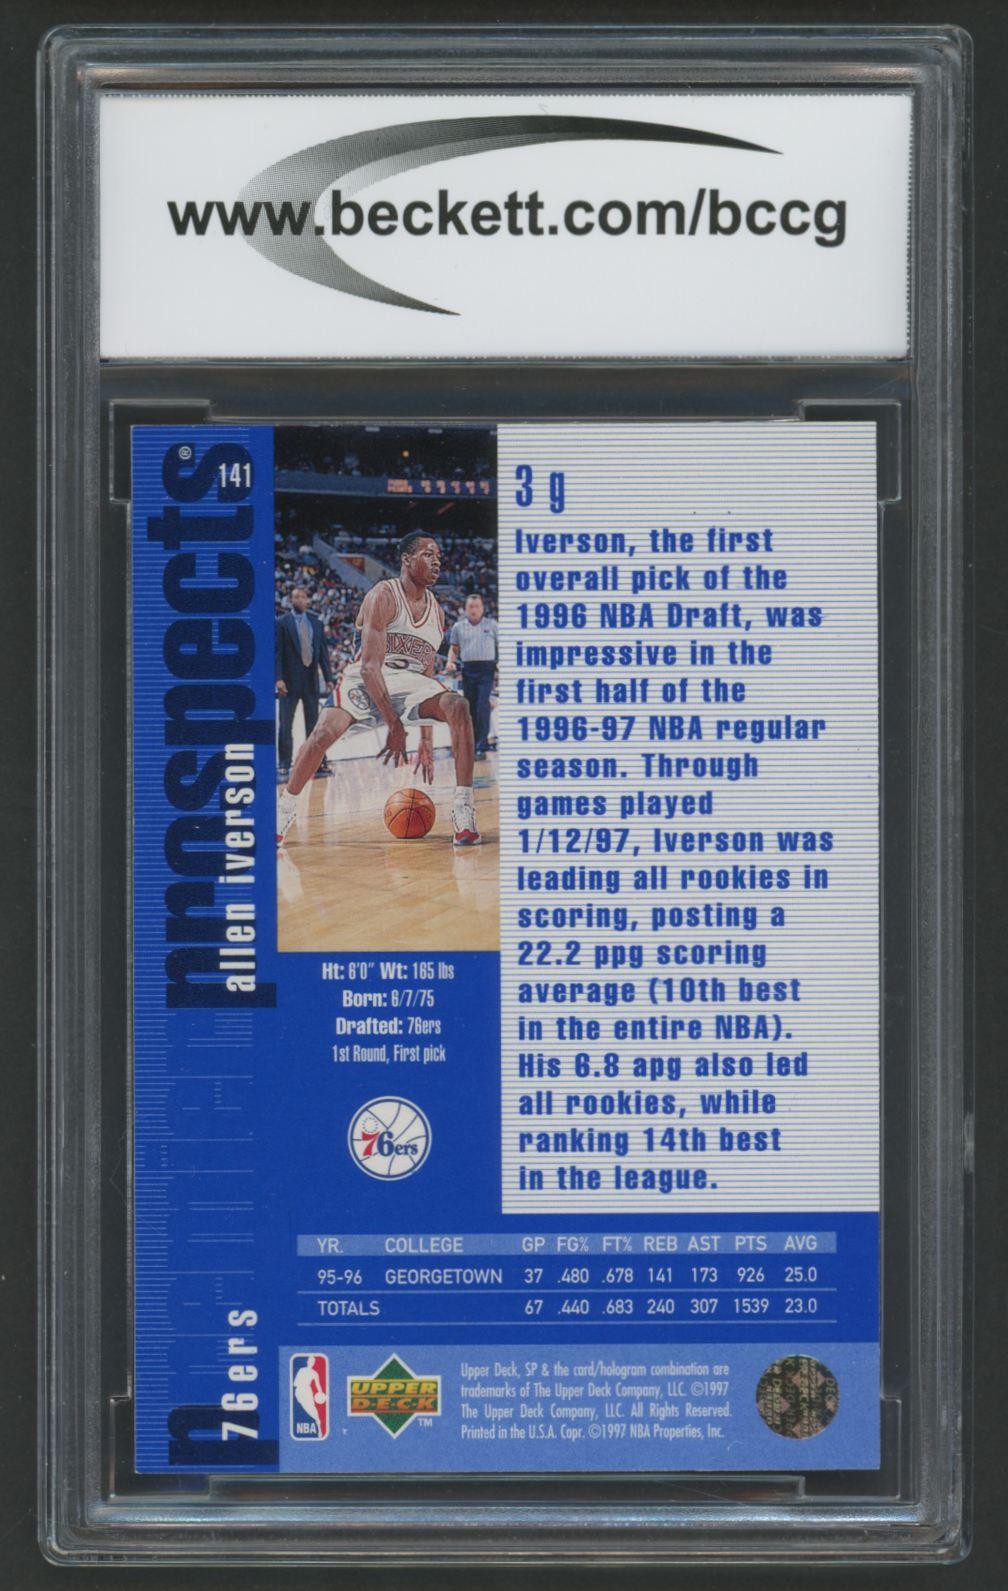 www.beckett.com/bccg
prospects®
141
allen iverson
76ers
3 g
Iverson, the first
overall pick of the
1996 NBA Draft, was
impressive in the
first half of the
1996-97 NBA regular
season. Through
games played
1/12/97, Iverson was
leading all rookies in
scoring, posting a
22.2 ppg scoring
average (10th best
in the entire NBA).
His 6.8 apg also led
all rookies, while
ranking 14th best
in the league.
SIXERS
Ht: 6'0" Wt: 165 lbs
Born: 6/7/75
Drafted: 76ers
1st Round, First pick
76ers
YR. COLLEGE GP FG% FT% REB AST PTS AVG
95-96 GEORGETOWN 37 .480 .678 141 173 926 25.0
TOTALS 67 .440 .683 240 307 1539 23.0
NBA
UPPER
D·E·C·K
™
Upper Deck, SP & the card/hologram combination are
trademarks of The Upper Deck Company, LLC. ©1997
The Upper Deck Company, LLC. All Rights Reserved.
Printed in the U.S.A. Copr. ©1997 NBA Properties, Inc.